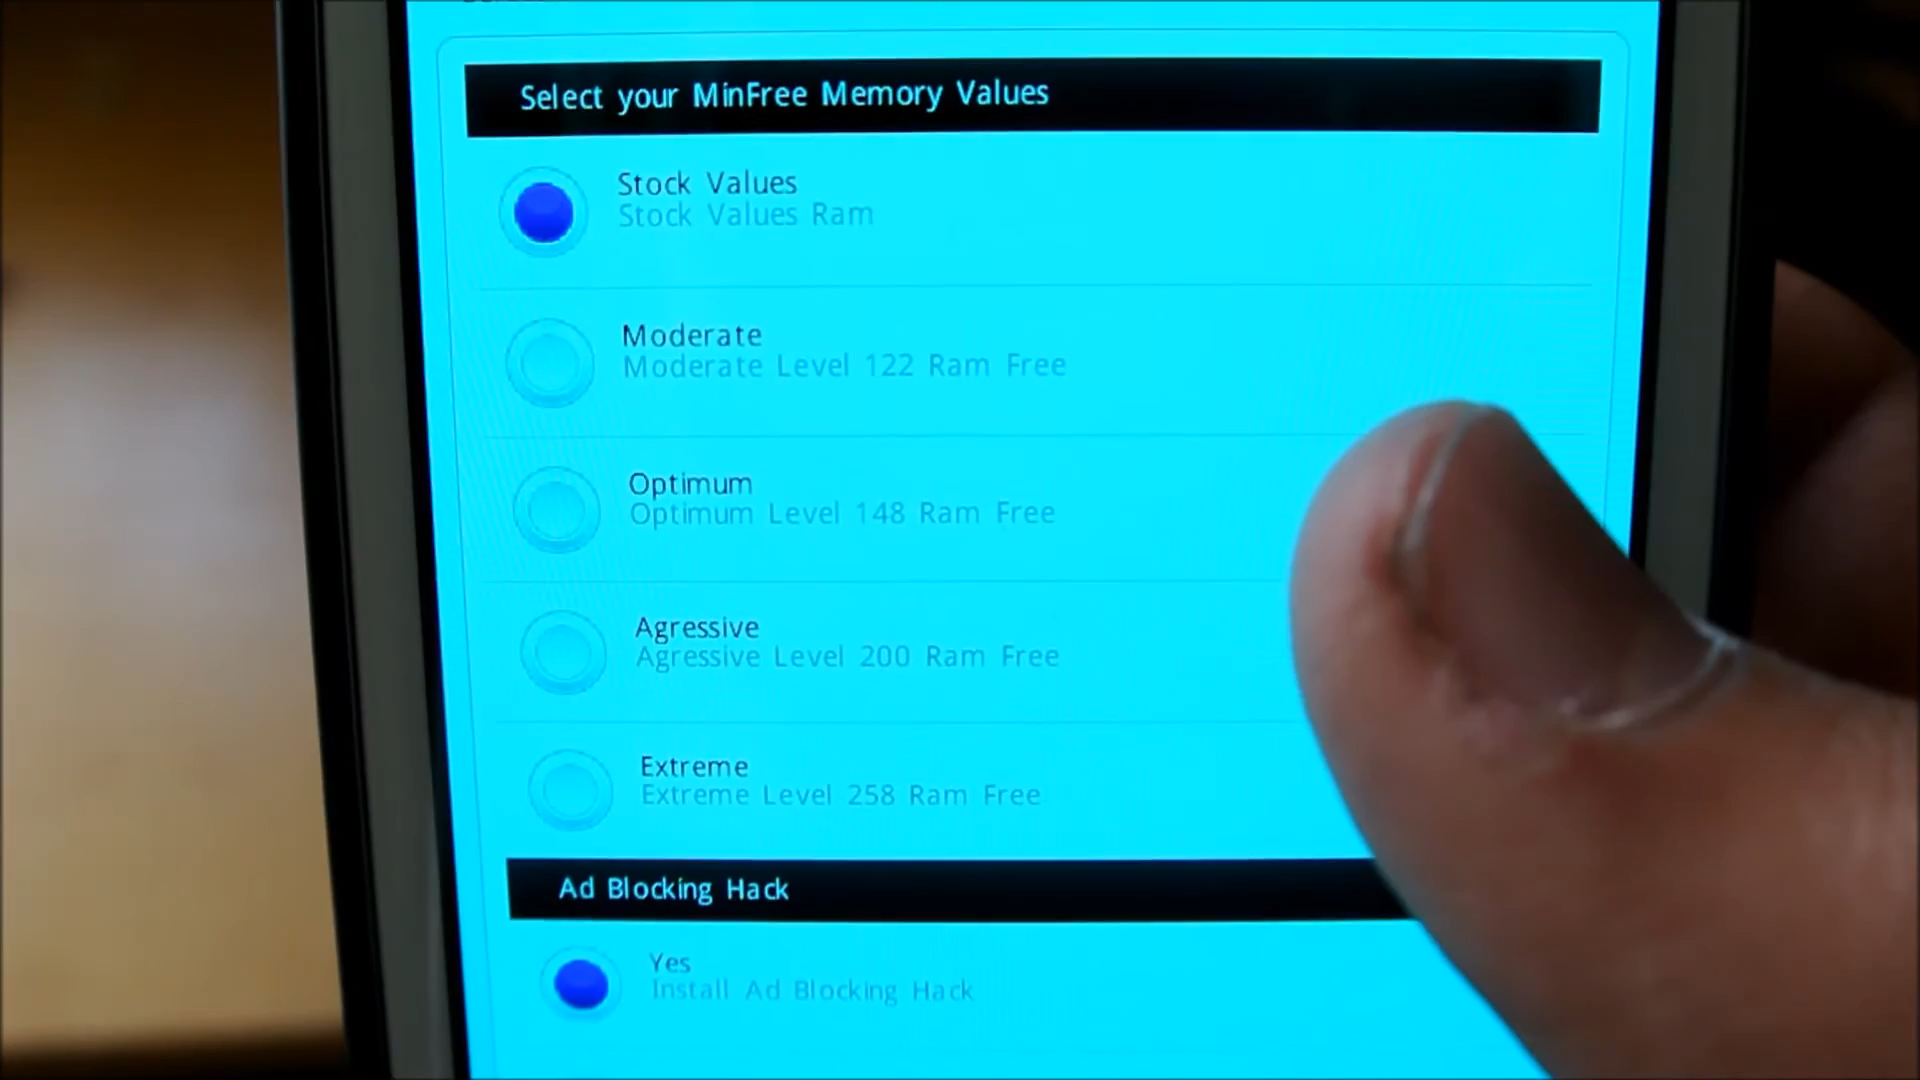 Select your MinFree Memory Values
Stock Values
Stock Values Ram
Moderate
Moderate Level 122 Ram Free
Optimum
Optimum Level 148 Ram Free
Agressive
Agressive Level 200 Ram Free
Extreme
Extreme Level 258 Ram Free
Ad Blocking Hack
Yes
Install Ad Blocking Hack